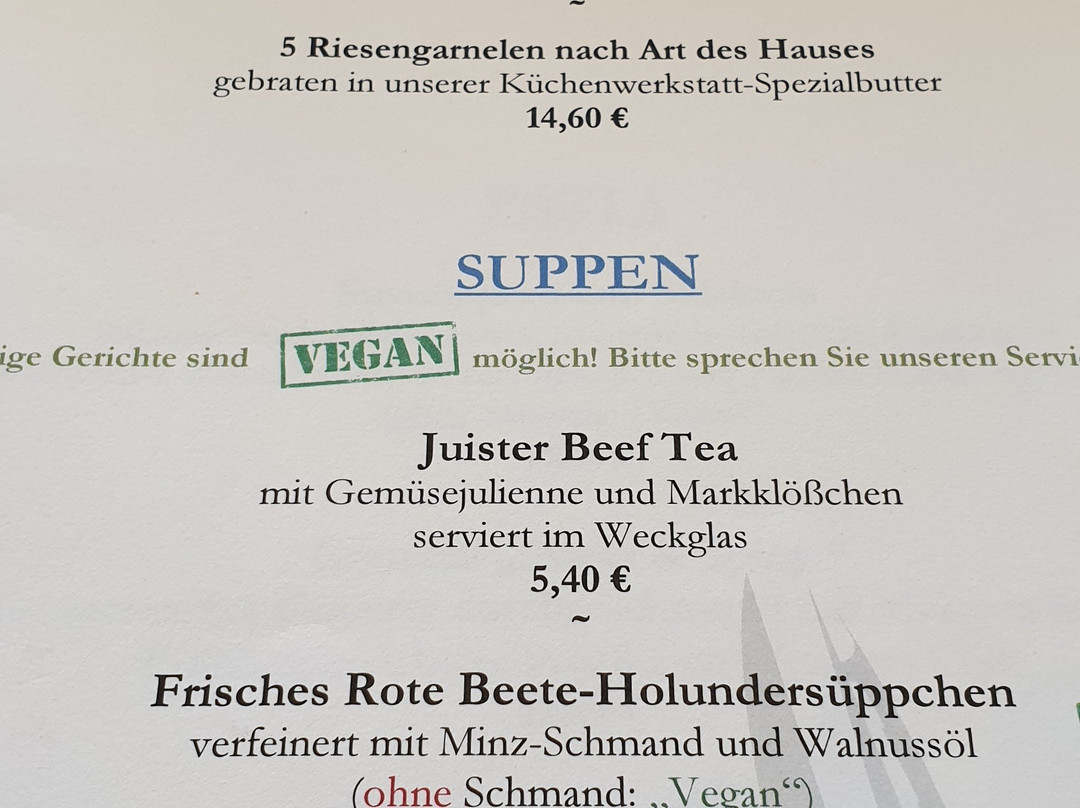 ~
5 Riesengarnelen nach Art des Hauses
gebraten in unserer Küchenwerkstatt-Spezialbutter
14,60 €
SUPPEN
ige Gerichte sind VEGAN möglich! Bitte sprechen Sie unseren Servi
Juister Beef Tea
mit Gemüsejulienne und Markklößchen
serviert im Weckglas
5,40 €
~
Frisches Rote Beete-Holundersüppchen
verfeinert mit Minz-Schmand und Walnussöl
(ohne Schmand: „Vegan“)